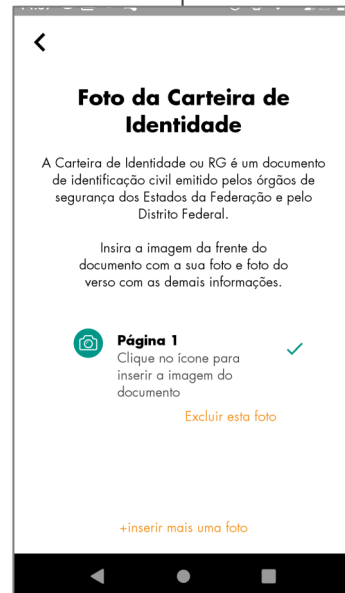 Foto da Carteira de
Identidade
A Carteira de Identidade ou RG é um documento
de identificação civil emitido pelos órgãos de
segurança dos Estados da Federação e pelo
Distrito Federal.
Insira a imagem da frente do
documento com a sua foto e foto do
verso com as demais informações.
Página 1
Clique no ícone para
inserir a imagem do
documento
Excluir esta foto
+inserir mais uma foto